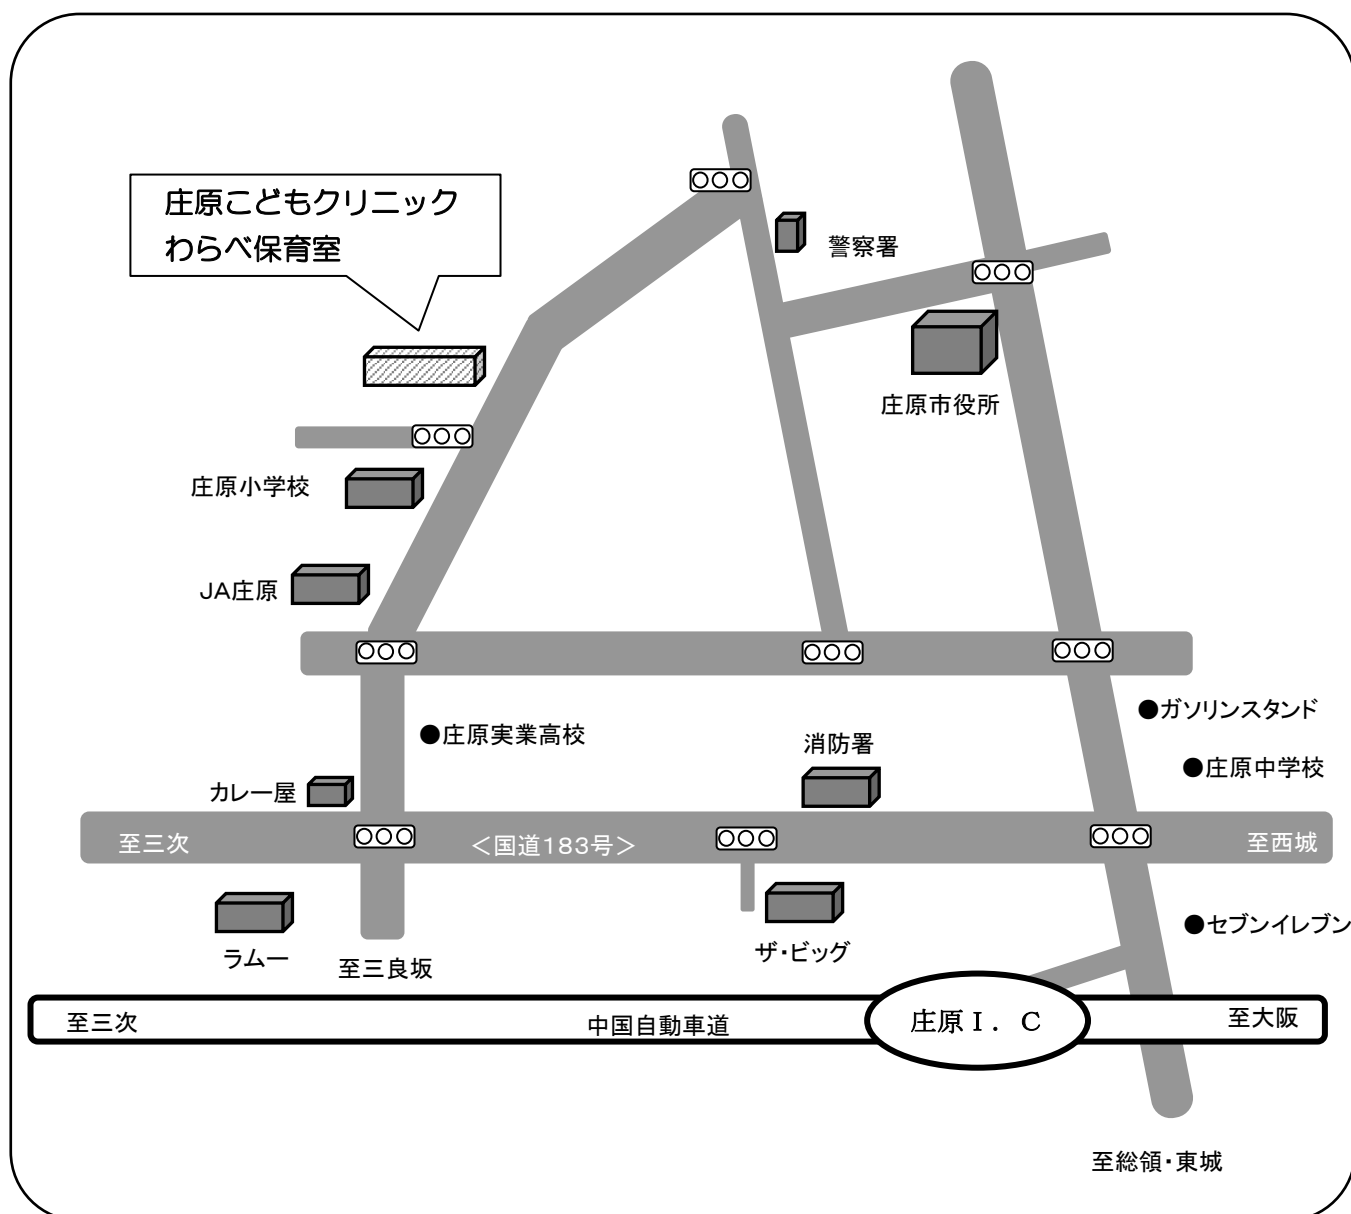 庄原こどもクリニック
わらべ保育室
警察署
庄原市役所
庄原小学校
JA庄原
●ガソリンスタンド
●庄原実業高校
消防署
●庄原中学校
カレー屋
至三次
＜国道183号＞
至西城
●セブンイレブン
ザ・ビッグ
ラムー
至三良坂
至三次
中国自動車道
庄原Ｉ．Ｃ
至大阪
至総領・東城